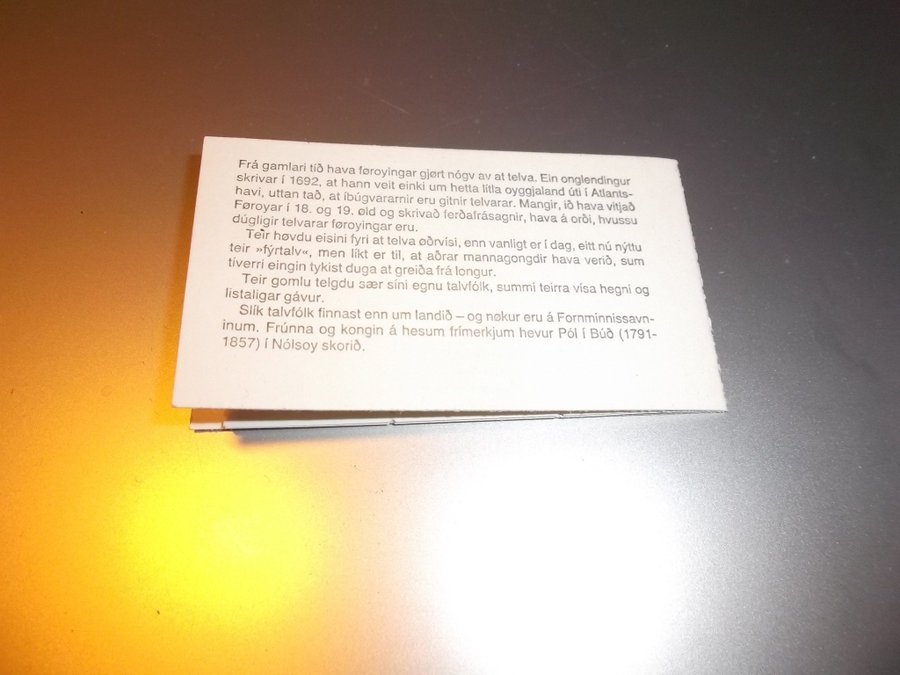 Frá gamlari tíð hava føroyingar gjørt nógv av at telva. Ein onglendingur
skrivar í 1692, at hann veit einki um hetta lítla oyggjaland úti í Atlants-
havi, uttan tað, at íbúgvararnir eru gitnir telvarar. Mangir, ið hava vitjað
Føroyar í 18. og 19. øld og skrivað ferðafrásagnir, hava á orði, hvussu
dúgligir telvarar føroyingar eru.
Teir høvdu eisini fyri at telva øðrvísi, enn vanligt er í dag, eitt nú nýttu
teir »fýrtalv«, men líkt er til, at aðrar mannagongdir hava verið, sum
tíverri eingin tykist duga at greiða frá longur.
Teir gomlu telgdu sær síni egnu talvfólk, summi teirra vísa hegni og
listaligar gávur.
Slík talvfólk finnast enn um landið – og nøkur eru á Fornminnissavn-
inum. Frúnna og kongin á hesum frímerkjum hevur Pól í Búð (1791-
1857) í Nólsoy skorið.